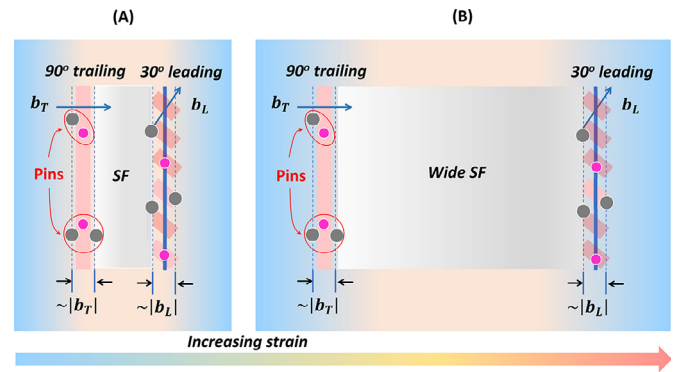 (A)
(B)
90° trailing
30° leading
b_T
b_L
Pins
SF
~|b_T|
~|b_L|
90° trailing
30° leading
b_T
b_L
Pins
Wide SF
~|b_T|
~|b_L|
Increasing strain